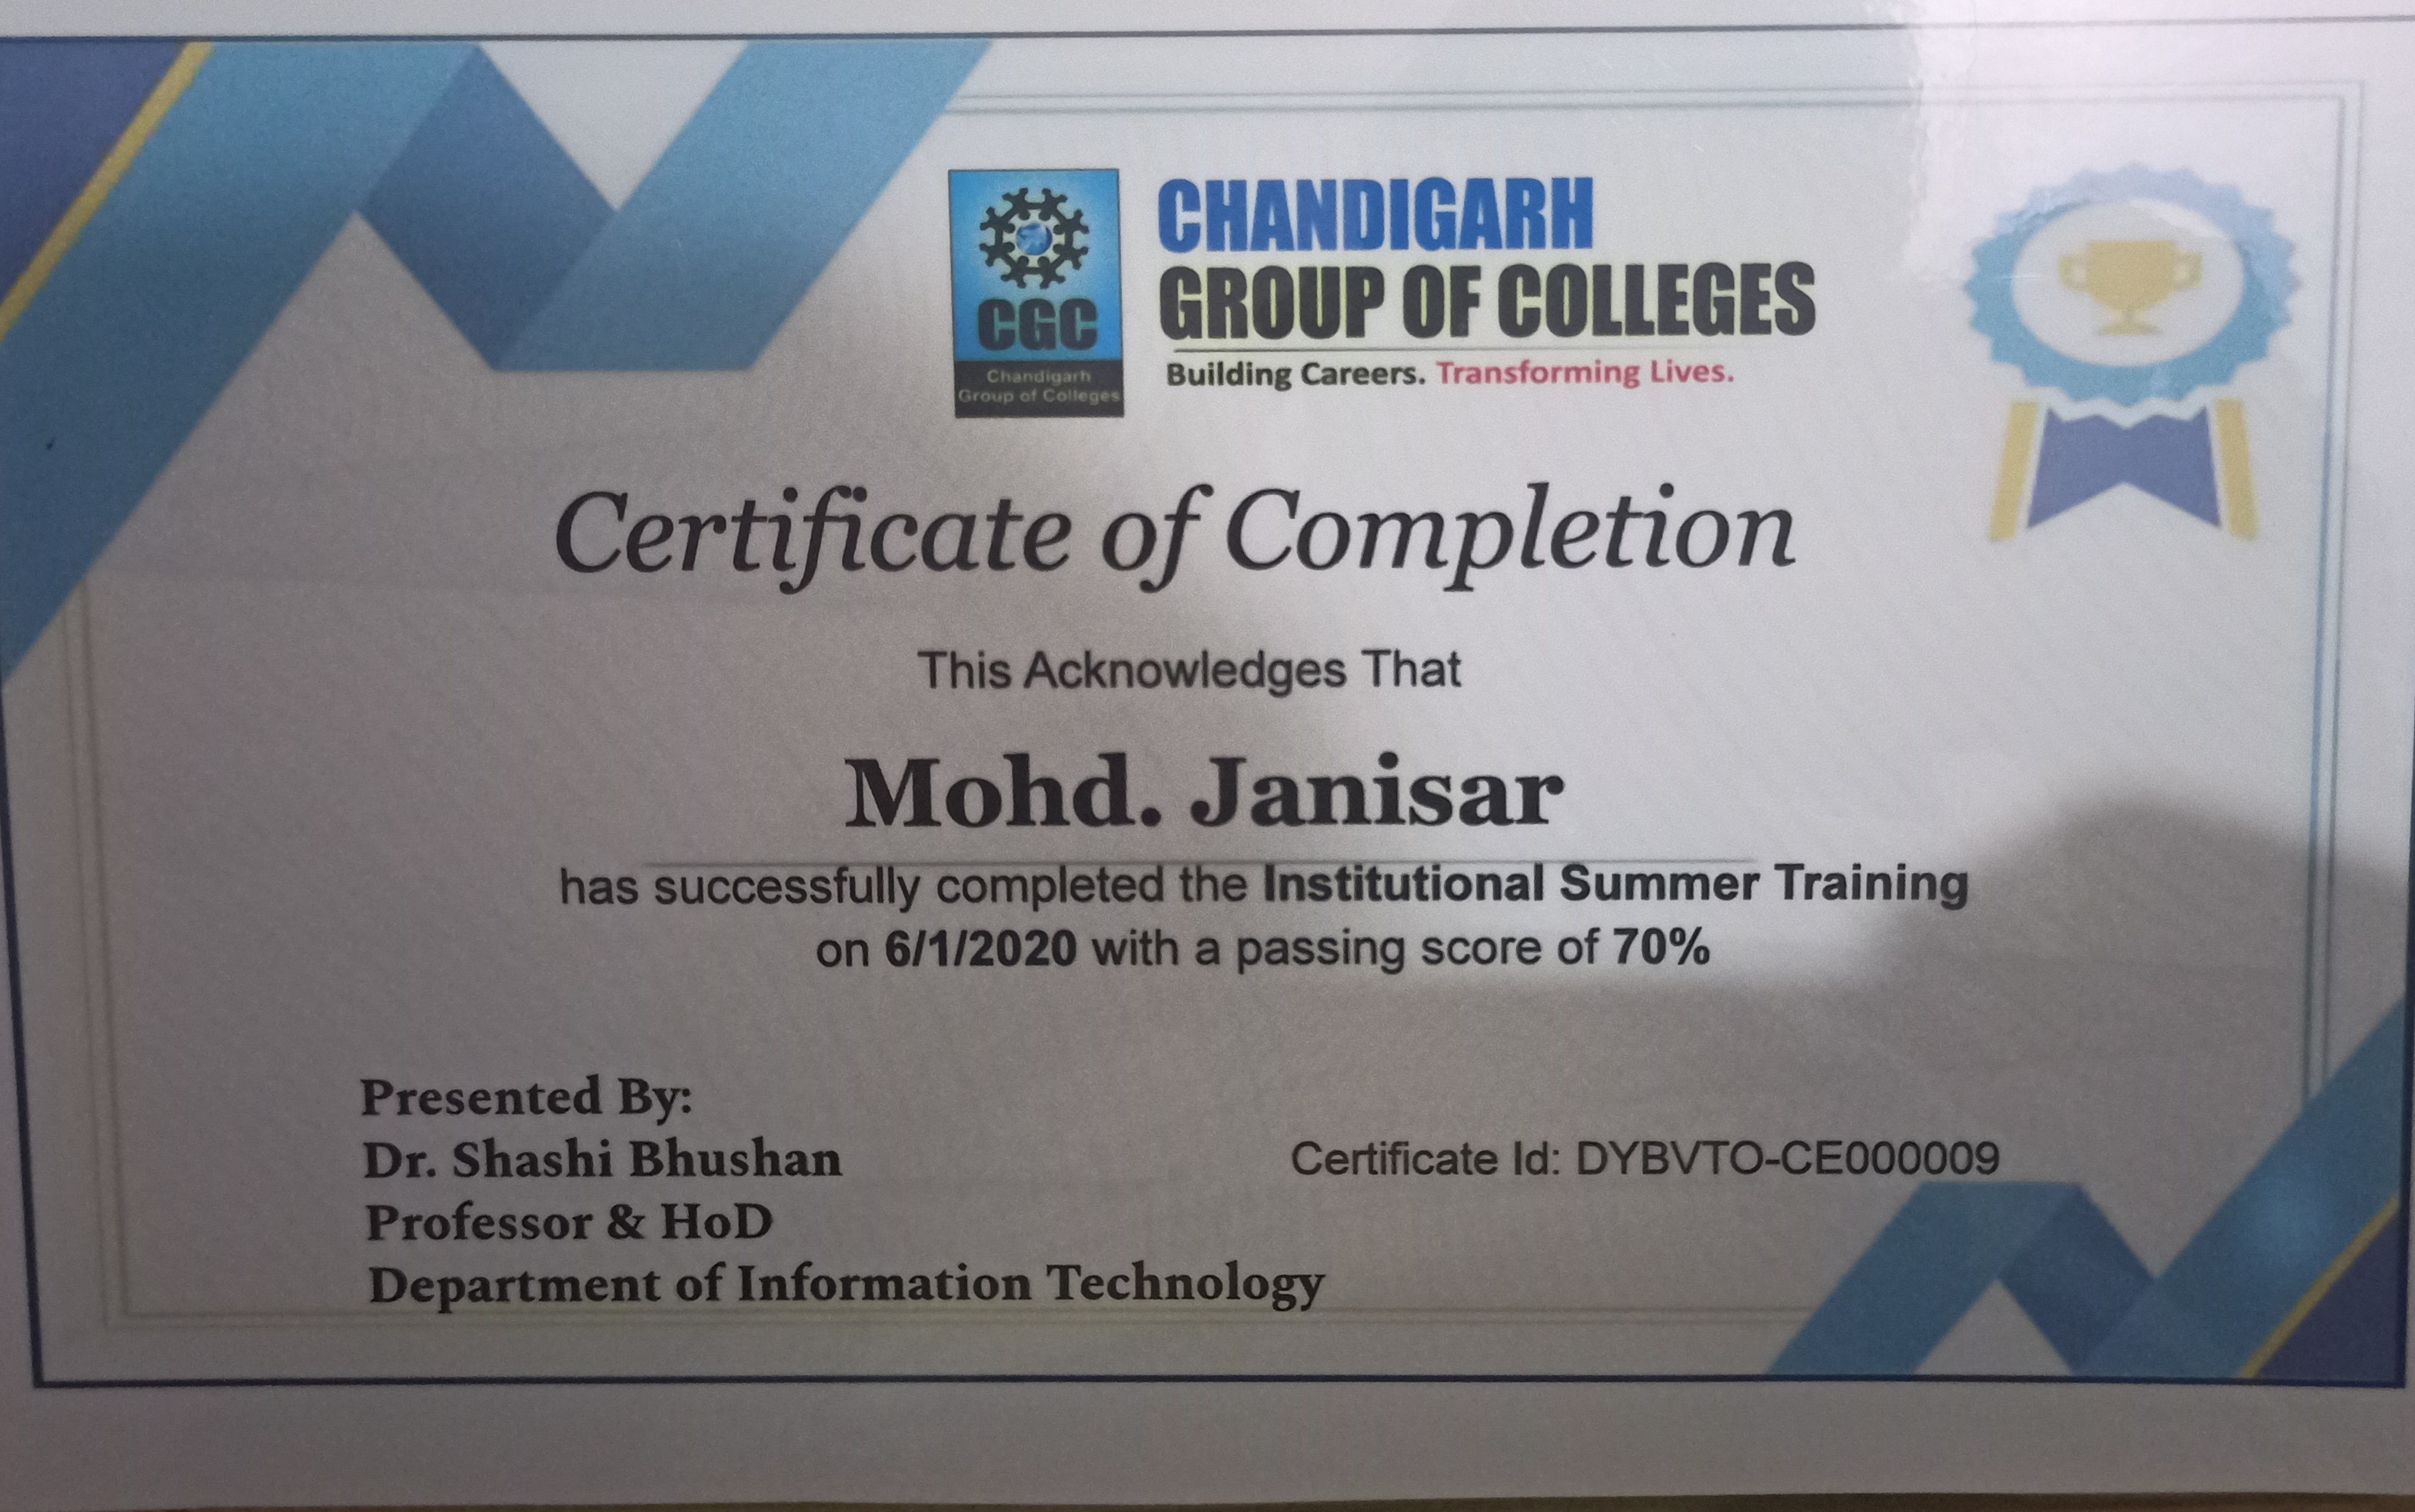 CGC
Chandigarh
Group of Colleges
CHANDIGARH
GROUP OF COLLEGES
Building Careers. Transforming Lives.
Certificate of Completion
This Acknowledges That
Mohd. Janisar
has successfully completed the Institutional Summer Training
on 6/1/2020 with a passing score of 70%
Presented By:
Dr. Shashi Bhushan
Professor & HoD
Department of Information Technology
Certificate Id: DYBVTO-CE000009